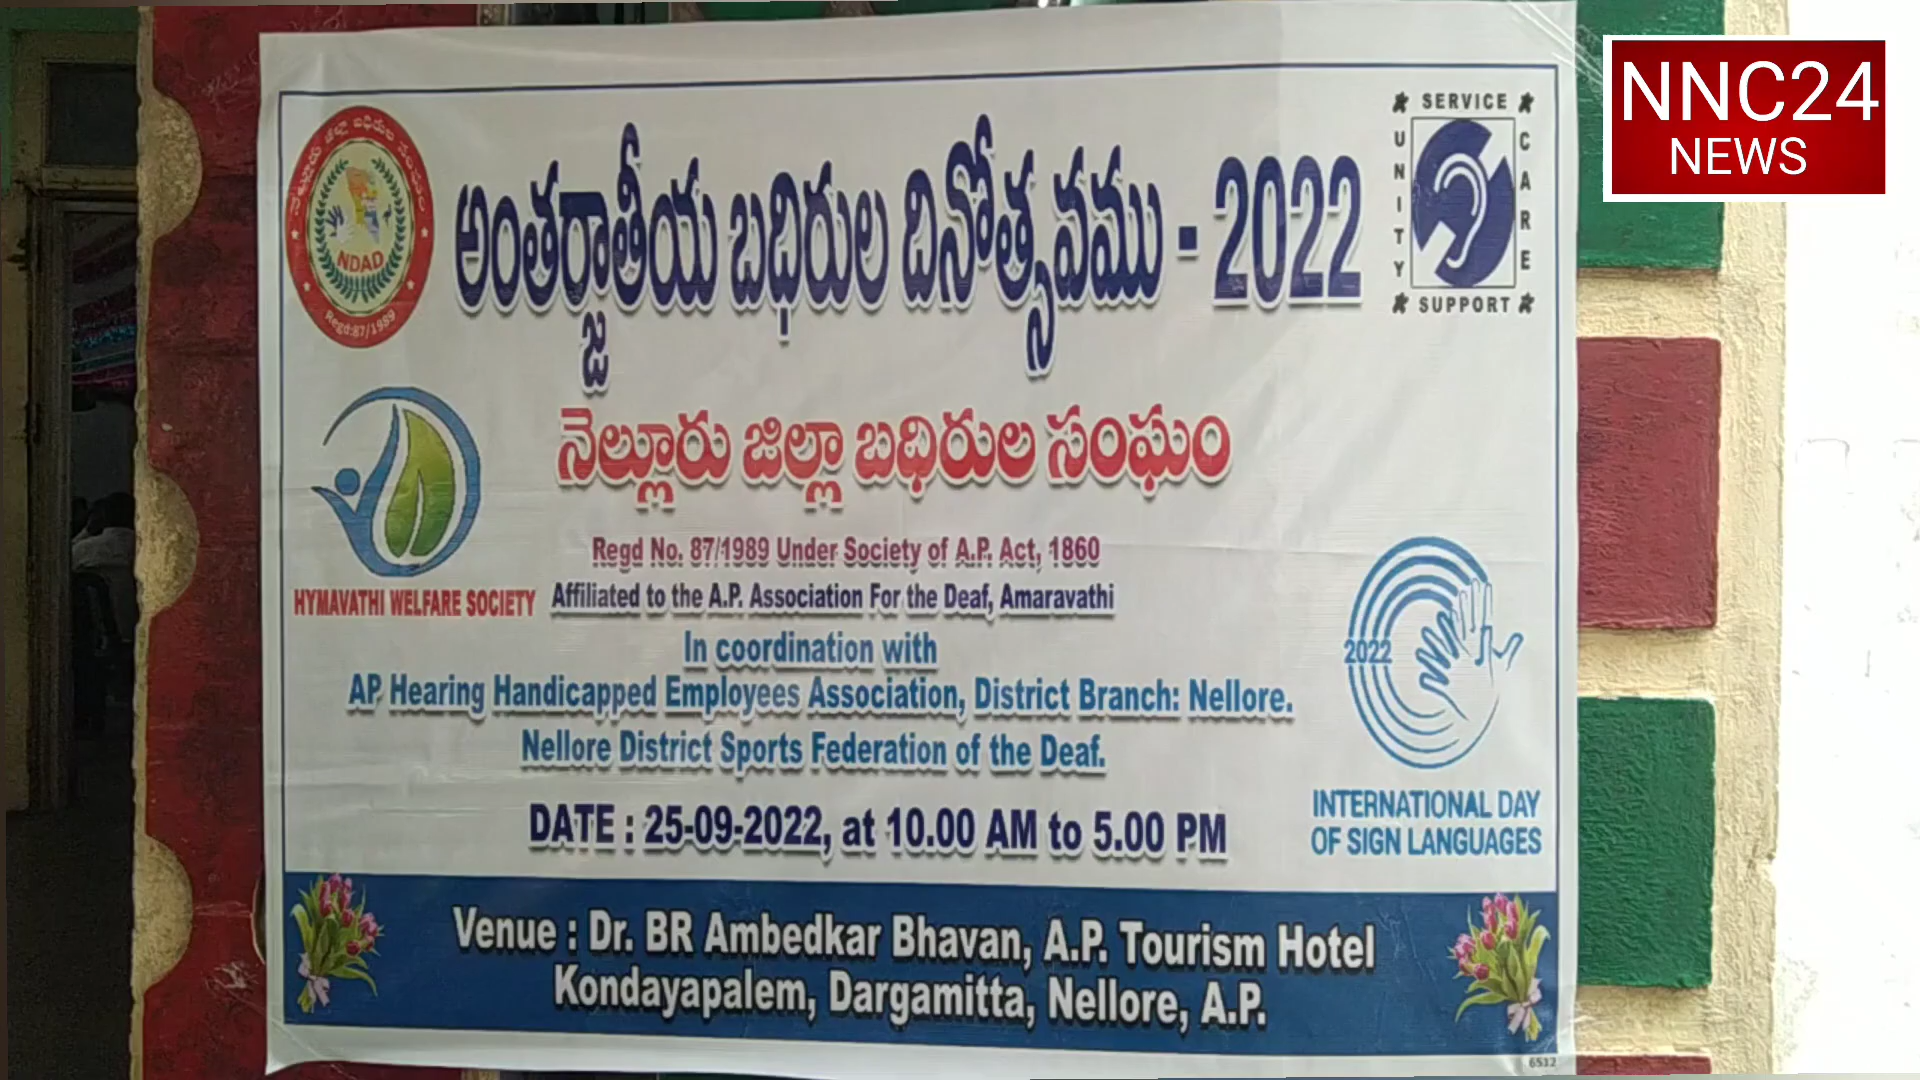 NNC24
NEWS
నెల్లూరు జిల్లా బధిరుల సంఘం
NDAD
Regd:87/1989
అంతర్జాతీయ బధిరుల దినోత్సవము - 2022
SERVICE
UNITY
CARE
SUPPORT
నెల్లూరు జిల్లా బధిరుల సంఘం
Regd No. 87/1989 Under Society of A.P. Act, 1860
HYMAVATHI WELFARE SOCIETY
Affiliated to the A.P. Association For the Deaf, Amaravathi
In coordination with
AP. Hearing Handicapped Employees Association, District Branch: Nellore.
Nellore District Sports Federation of the Deaf.
2022
INTERNATIONAL DAY
OF SIGN LANGUAGES
DATE : 25-09-2022, at 10.00 AM to 5.00 PM
Venue : Dr. BR Ambedkar Bhavan, A.P. Tourism Hotel
Kondayapalem, Dargamitta, Nellore, A.P.
6512